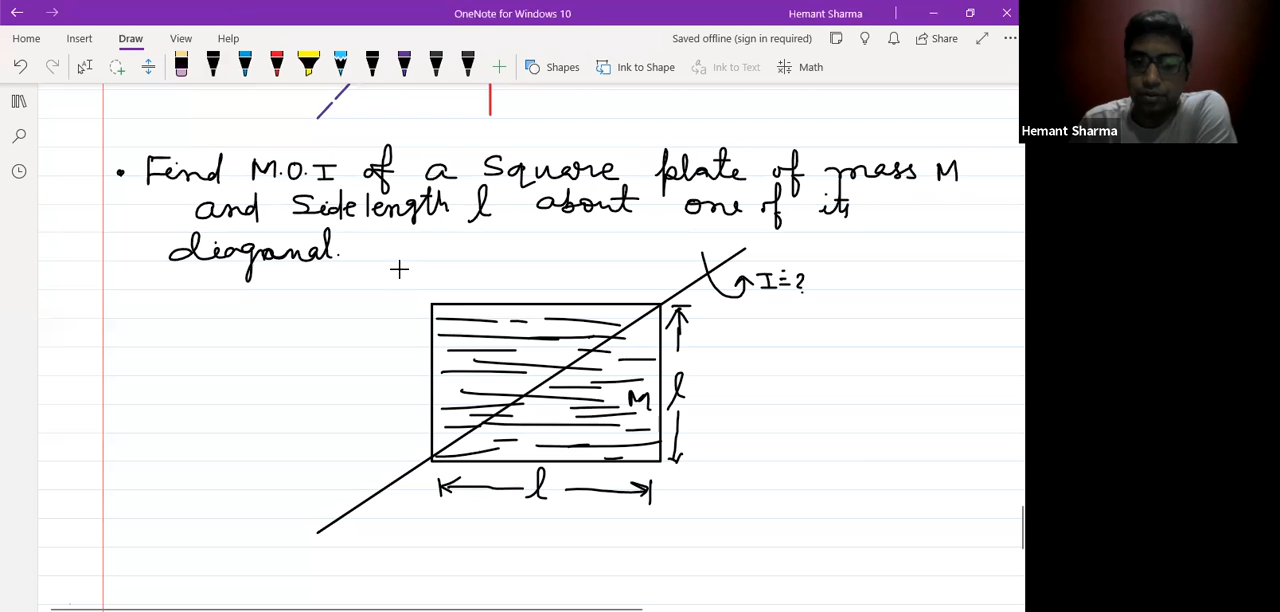 OneNote for Windows 10
Hemant Sharma
Home Insert Draw View Help
Saved offline (sign in required)
Share
Shapes
Ink to Shape
Ink to Text
Math
Hemant Sharma
• Find M.O.I of a Square plate of mass M
and Side length l about one of its
diagonal.
I = ?
M
l
l